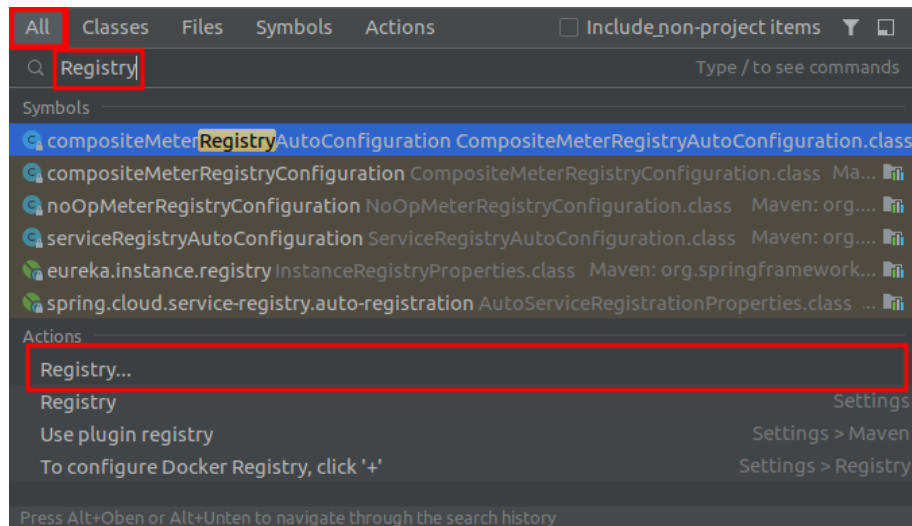 All Classes Files Symbols Actions Include non-project items
Registry Type / to see commands
Symbols
compositeMeterRegistryAutoConfiguration CompositeMeterRegistryAutoConfiguration.class
compositeMeterRegistryConfiguration CompositeMeterRegistryConfiguration.class Ma...
noOpMeterRegistryConfiguration NoOpMeterRegistryConfiguration.class Maven: org....
serviceRegistryAutoConfiguration ServiceRegistryAutoConfiguration.class Maven: org....
eureka.instance.registry InstanceRegistryProperties.class Maven: org.springframework...
spring.cloud.service-registry.auto-registration AutoServiceRegistrationProperties.class ...
Actions
Registry...
Registry Settings
Use plugin registry Settings > Maven
To configure Docker Registry, click '+' Settings > Registry
Press Alt+Oben or Alt+Unten to navigate through the search history